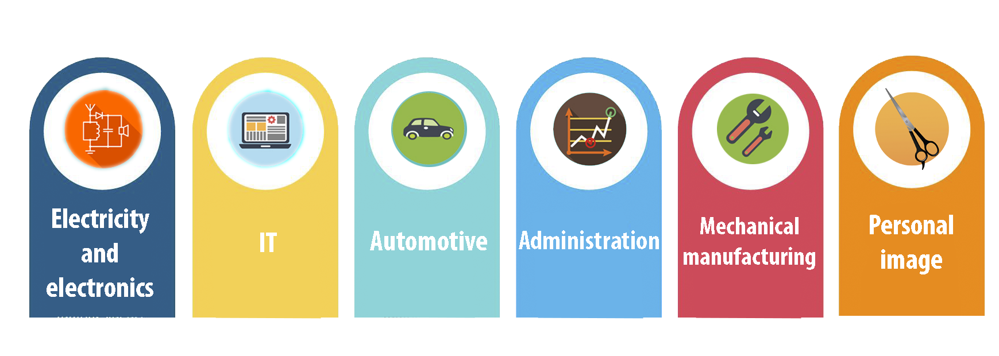 Electricity
and
electronics
IT
Automotive
Administration
Mechanical
manufacturing
Personal
image